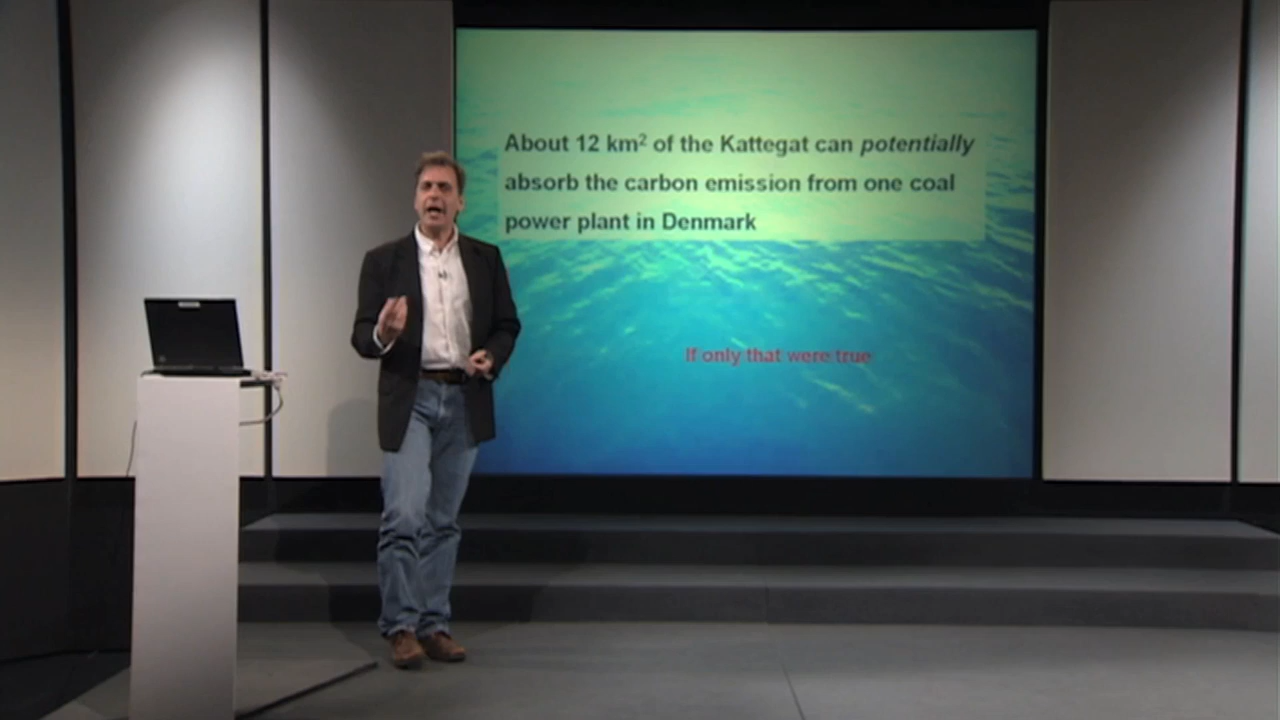 About 12 km² of the Kattegat can potentially
absorb the carbon emission from one coal
power plant in Denmark
If only that were true